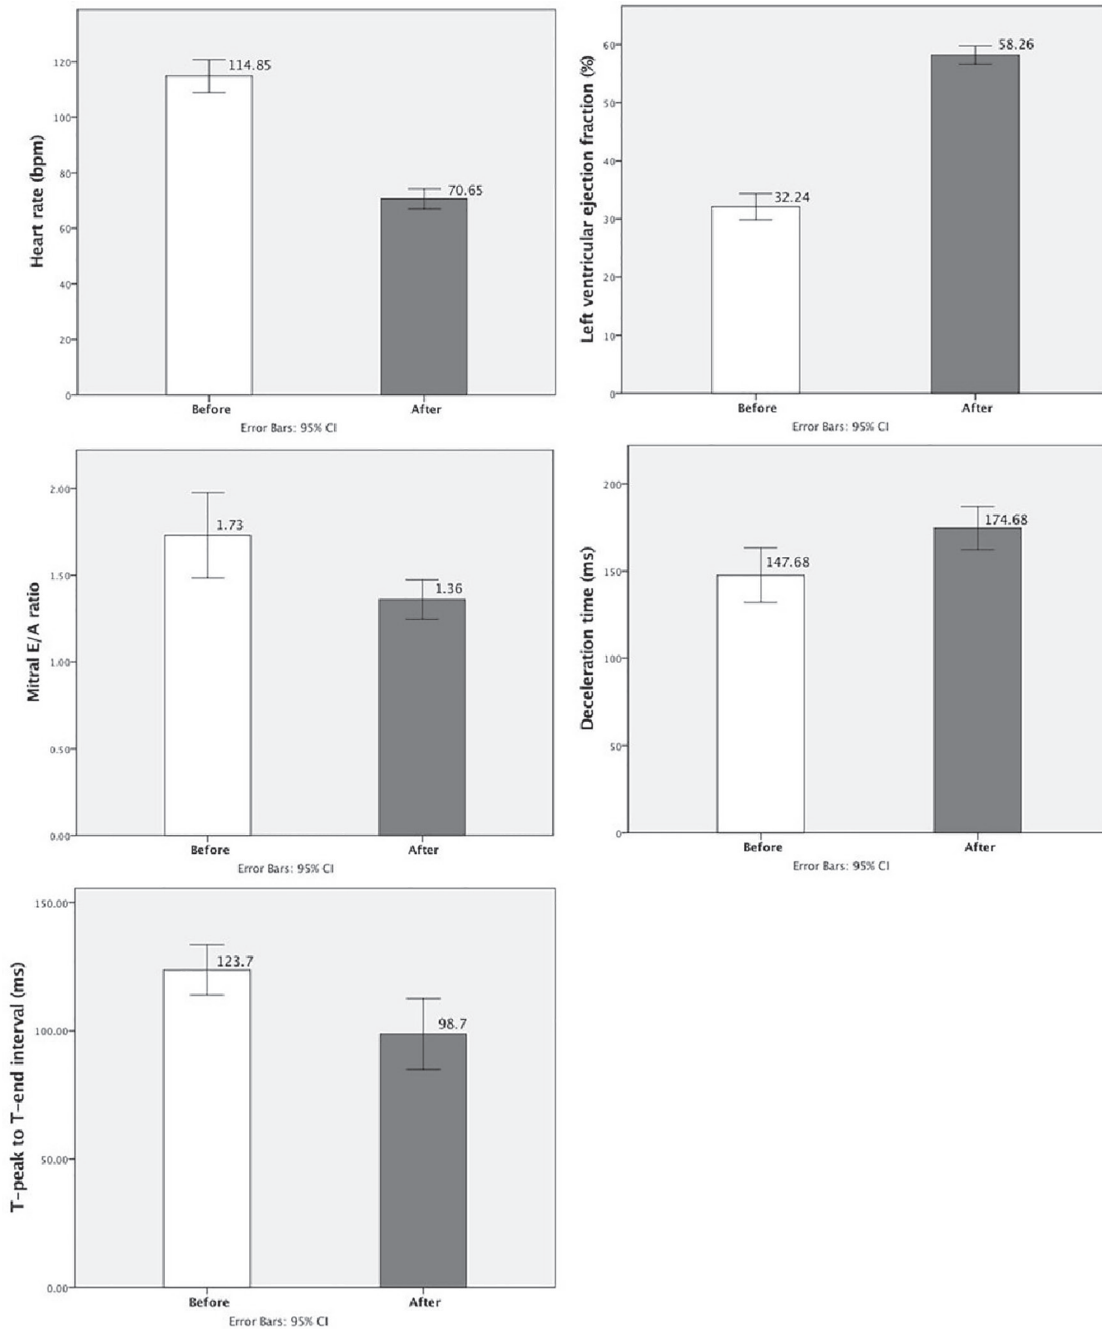 Heart rate (bpm)
120
100
80
60
40
20
0
114.85
70.65
Before After
Error Bars: 95% CI
Left ventricular ejection fraction (%)
60
50
40
30
20
10
0
32.24
58.26
Before After
Error Bars: 95% CI
Mitral E/A ratio
2.00
1.50
1.00
0.50
0.00
1.73
1.36
Before After
Error Bars: 95% CI
Deceleration time (ms)
200
150
100
50
0
147.68
174.68
Before After
Error Bars: 95% CI
T-peak to T-end interval (ms)
150.00
100.00
50.00
0.00
123.7
98.7
Before After
Error Bars: 95% CI